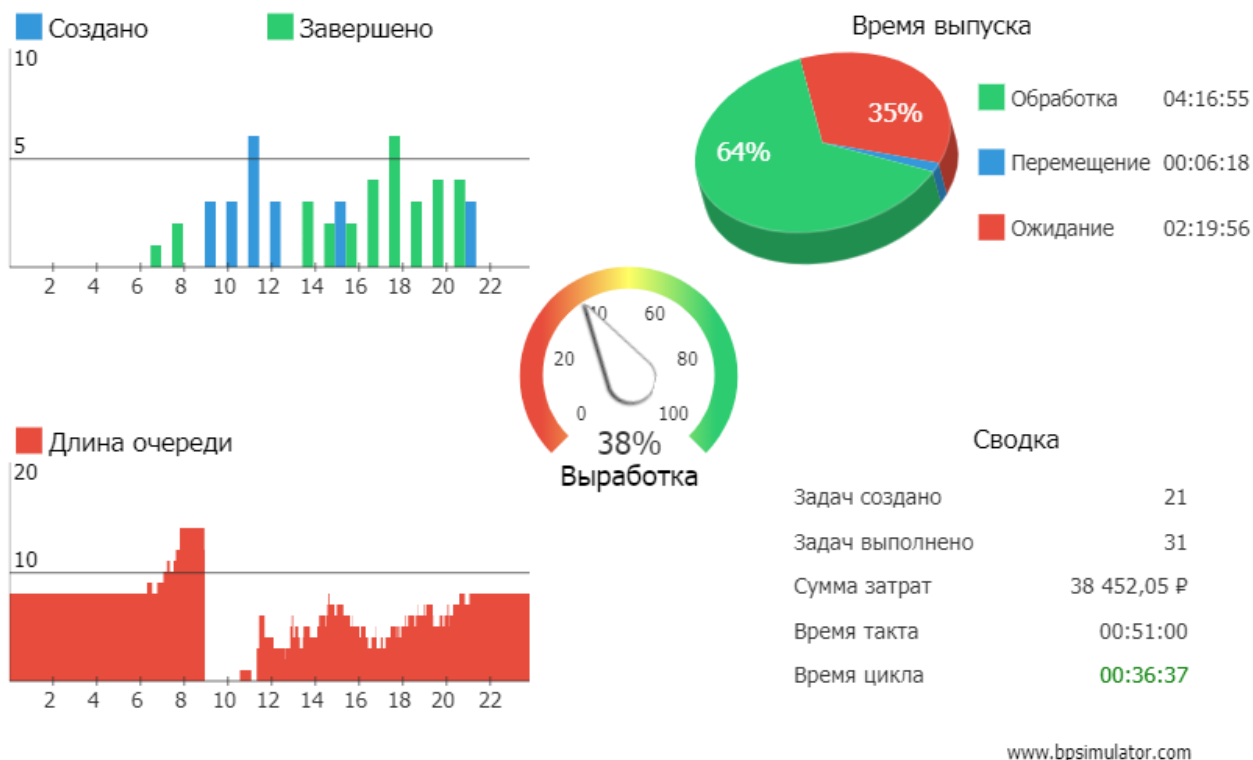 Создано Завершено
10
5
2 4 6 8 10 12 14 16 18 20 22
Время выпуска
35%
64%
Обработка 04:16:55
Перемещение 00:06:18
Ожидание 02:19:56
0 20 40 60 80 100
38%
Выработка
Длина очереди
20
10
2 4 6 8 10 12 14 16 18 20 22
Сводка
Задач создано 21
Задач выполнено 31
Сумма затрат 38 452,05 ₽
Время такта 00:51:00
Время цикла 00:36:37
www.bpsimulator.com